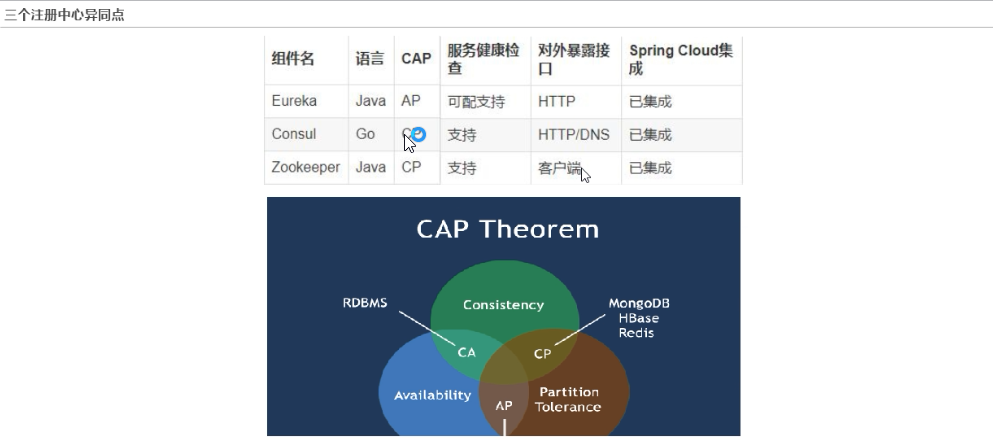 三个注册中心异同点
组件名 语言 CAP 服务健康检查 对外暴露接口 Spring Cloud集成
Eureka Java AP 可配支持 HTTP 已集成
Consul Go 支持 HTTP/DNS 已集成
Zookeeper Java CP 支持 客户端 已集成
CAP Theorem
RDBMS
Consistency
MongoDB
HBase
Redis
CA
CP
Availability
AP
Partition
Tolerance